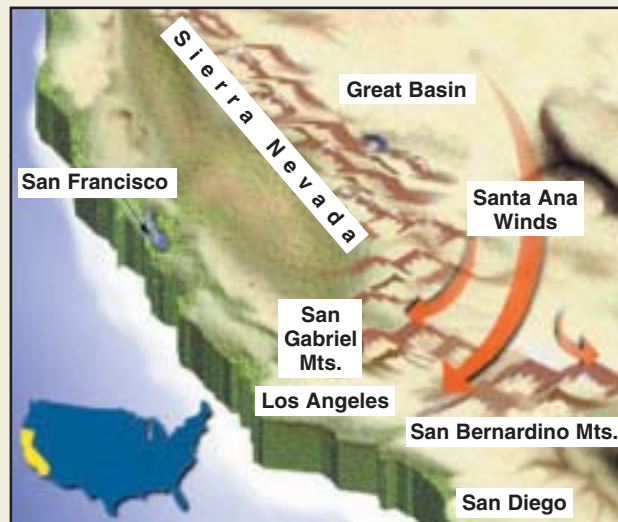 Sierra Nevada
Great Basin
San Francisco
Santa Ana
Winds
San
Gabriel
Mts.
Los Angeles
San Bernardino Mts.
San Diego